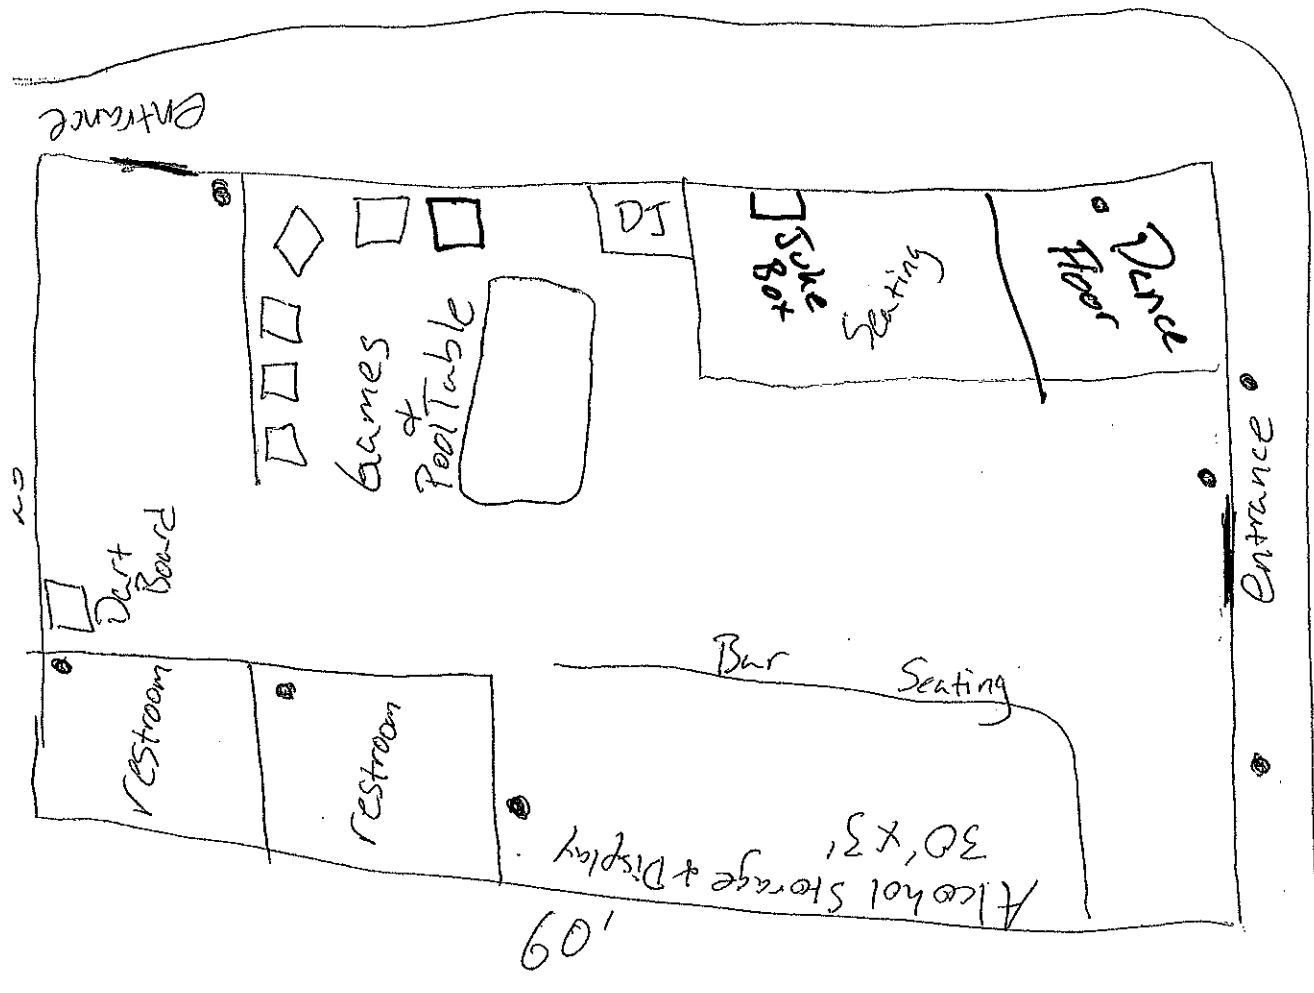 entrance
DJ
Juke
Box
Seating
Dance
Floor
Games
&
Pool Table
Dart
Board
entrance
restroom
restroom
Bar
Seating
Alcohol Storage & Display
30' x 3'
60'